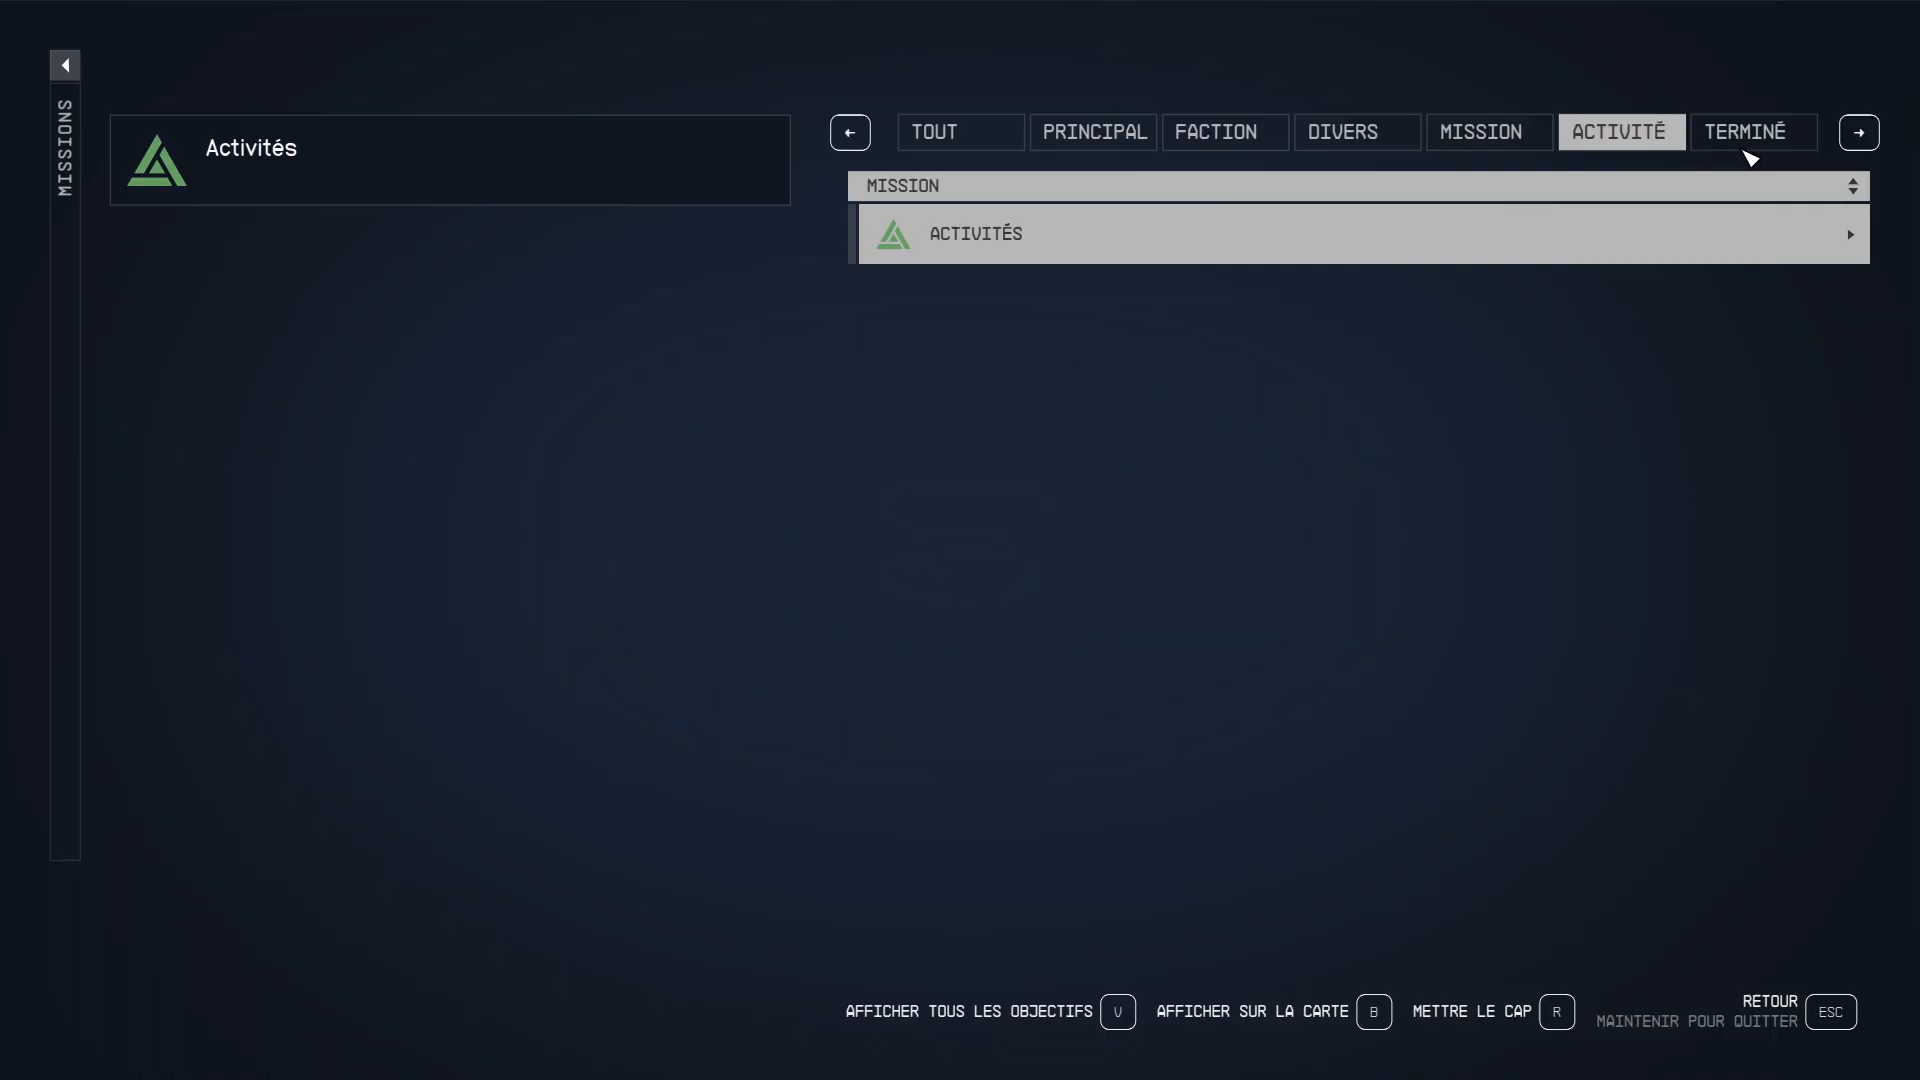 MISSIONS
Activités
TOUT
PRINCIPAL
FACTION
DIVERS
MISSION
ACTIVITÉ
TERMINÉ
MISSION
ACTIVITÉS
AFFICHER TOUS LES OBJECTIFS V
AFFICHER SUR LA CARTE B
METTRE LE CAP R
RETOUR
MAINTENIR POUR QUITTER
ESC